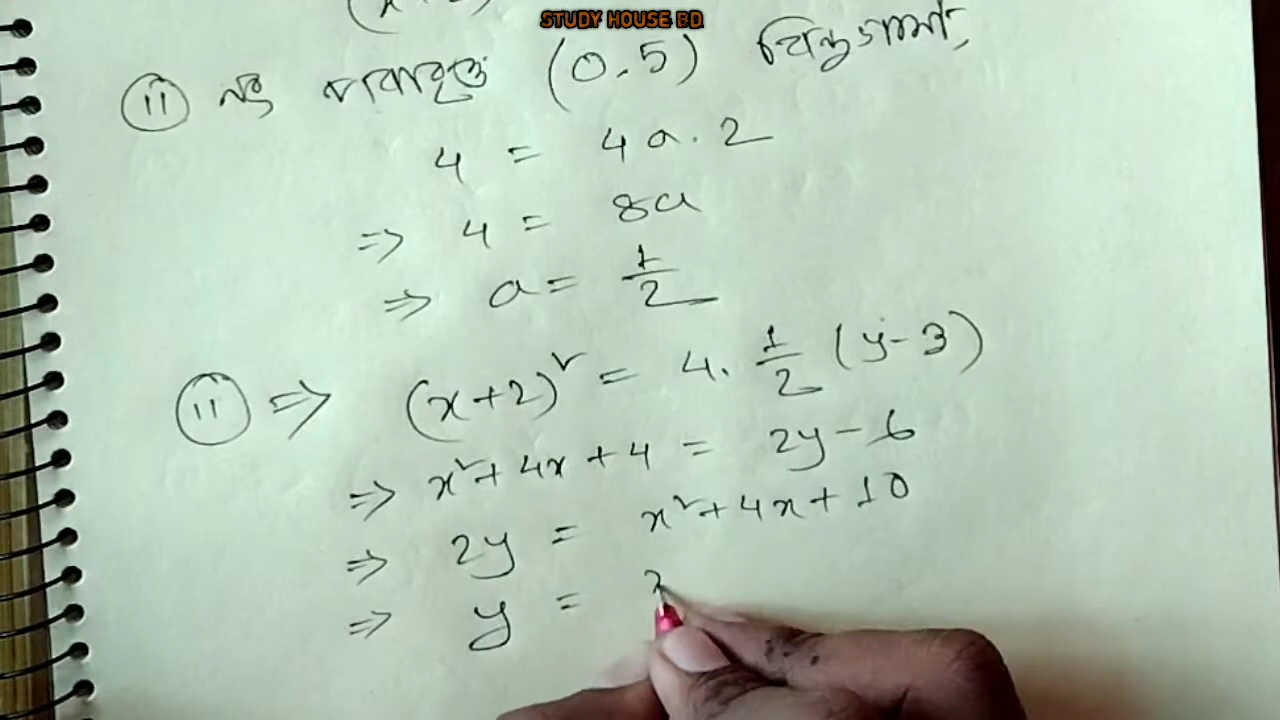 STUDY HOUSE BD
(x+
(ii) নং পরাবৃত্ত (0.5) বিন্দুগামী,
4 = 4a.2
⇒ 4 = 8a
⇒ a = 1/2
(ii) ⇒ (x+2)² = 4. 1/2 (y-3)
⇒ x²+4x+4 = 2y-6
⇒ 2y = x²+4x+10
⇒ y =